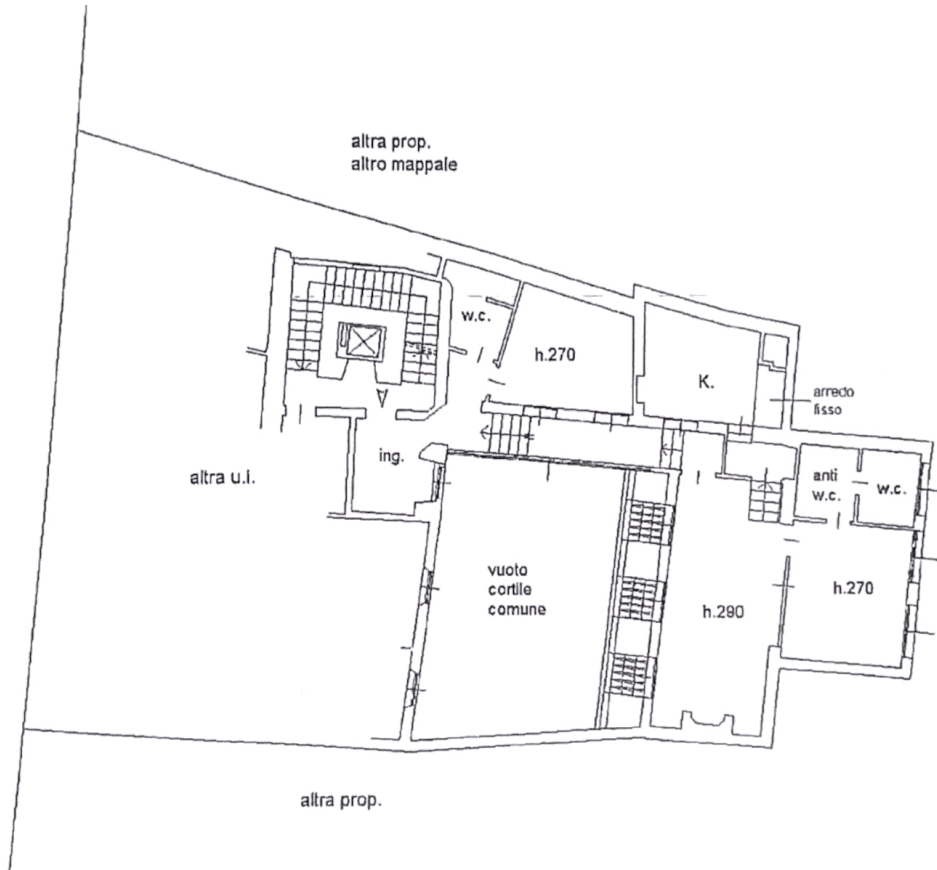 altra prop.
altro mappale
w.c.
h.270
K.
arredo
fisso
ing.
altra u.i.
anti
w.c.
w.c.
vuoto
cortile
comune
h.290
h.270
altra prop.